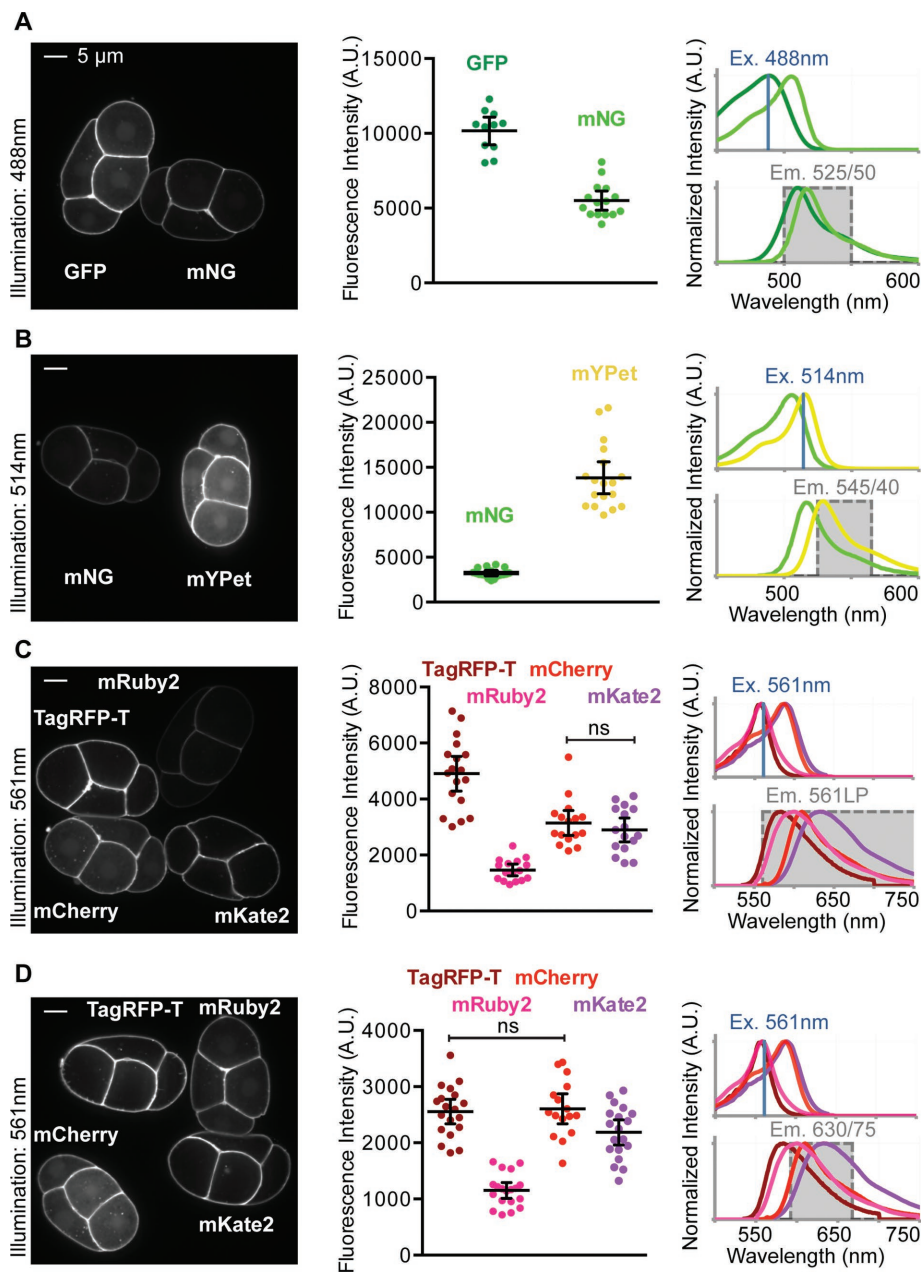 A
Illumination: 488nm
5 µm
GFP
mNG
Fluorescence Intensity (A.U.)
15000
10000
5000
0
GFP
mNG
Normalized Intensity (A.U.)
Ex. 488nm
Em. 525/50
500
600
Wavelength (nm)
B
Illumination: 514nm
mNG
mYPet
Fluorescence Intensity (A.U.)
25000
20000
15000
10000
5000
0
mNG
mYPet
Normalized Intensity (A.U.)
Ex. 514nm
Em. 545/40
500
600
Wavelength (nm)
C
Illumination: 561nm
mRuby2
TagRFP-T
mCherry
mKate2
Fluorescence Intensity (A.U.)
8000
6000
4000
2000
0
TagRFP-T mCherry
mRuby2 mKate2
ns
Normalized Intensity (A.U.)
Ex. 561nm
Em. 561LP
550
650
750
Wavelength (nm)
D
Illumination: 561nm
TagRFP-T mRuby2
mCherry
mKate2
Fluorescence Intensity (A.U.)
4000
3000
2000
1000
0
TagRFP-T mCherry
mRuby2 mKate2
ns
Normalized Intensity (A.U.)
Ex. 561nm
Em. 630/75
550
650
750
Wavelength (nm)